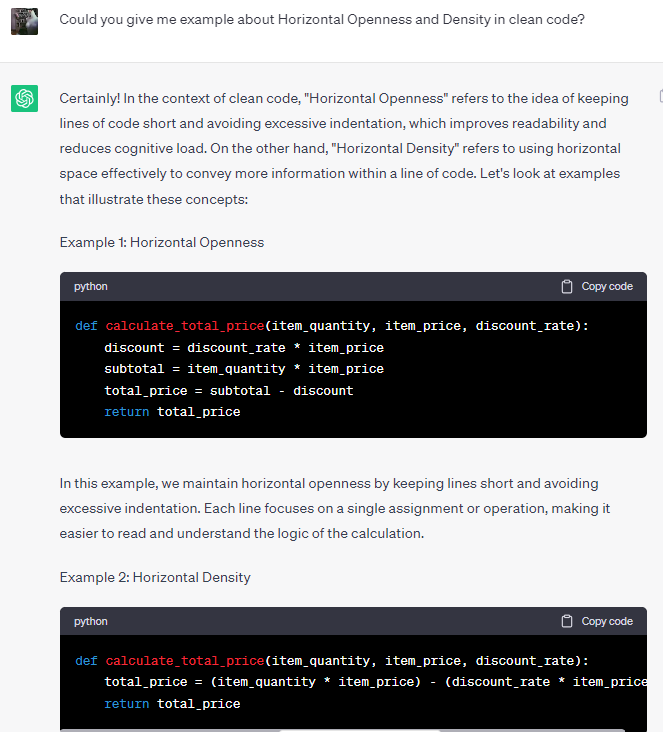 Could you give me example about Horizontal Openness and Density in clean code?
Certainly! In the context of clean code, "Horizontal Openness" refers to the idea of keeping
lines of code short and avoiding excessive indentation, which improves readability and
reduces cognitive load. On the other hand, "Horizontal Density" refers to using horizontal
space effectively to convey more information within a line of code. Let's look at examples
that illustrate these concepts:
Example 1: Horizontal Openness
python Copy code
def calculate_total_price(item_quantity, item_price, discount_rate):
    discount = discount_rate * item_price
    subtotal = item_quantity * item_price
    total_price = subtotal - discount
    return total_price
In this example, we maintain horizontal openness by keeping lines short and avoiding
excessive indentation. Each line focuses on a single assignment or operation, making it
easier to read and understand the logic of the calculation.
Example 2: Horizontal Density
python Copy code
def calculate_total_price(item_quantity, item_price, discount_rate):
    total_price = (item_quantity * item_price) - (discount_rate * item_price
    return total_price